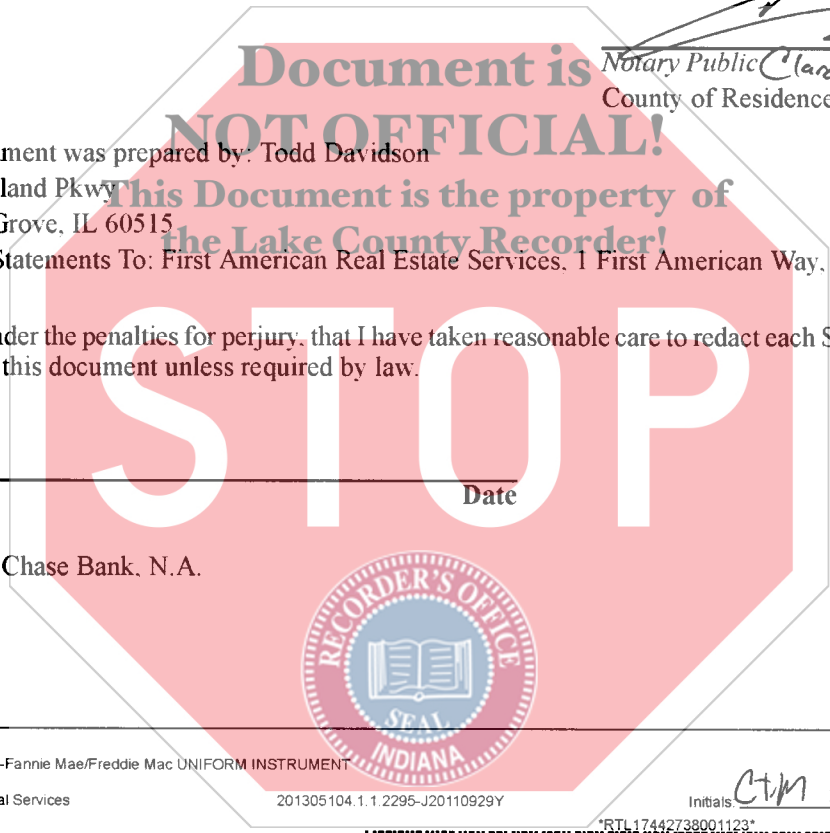 Document is
Notary Public
County of Residence
NOT OFFICIAL!
ment was prepared by: Todd Davidson
land Pkwy
This Document is the property of
Grove, IL 60515
the Lake County Recorder!
Statements To: First American Real Estate Services, 1 First American Way,
der the penalties for perjury, that I have taken reasonable care to redact each S
this document unless required by law.
STOP
Date
Chase Bank, N.A.
RECORDER'S OFFICE
SEAL
INDIANA
-Fannie Mae/Freddie Mac UNIFORM INSTRUMENT
al Services 201305104.1.1.2295-J20110929Y Initials: CTM
*RTL17442738001123*